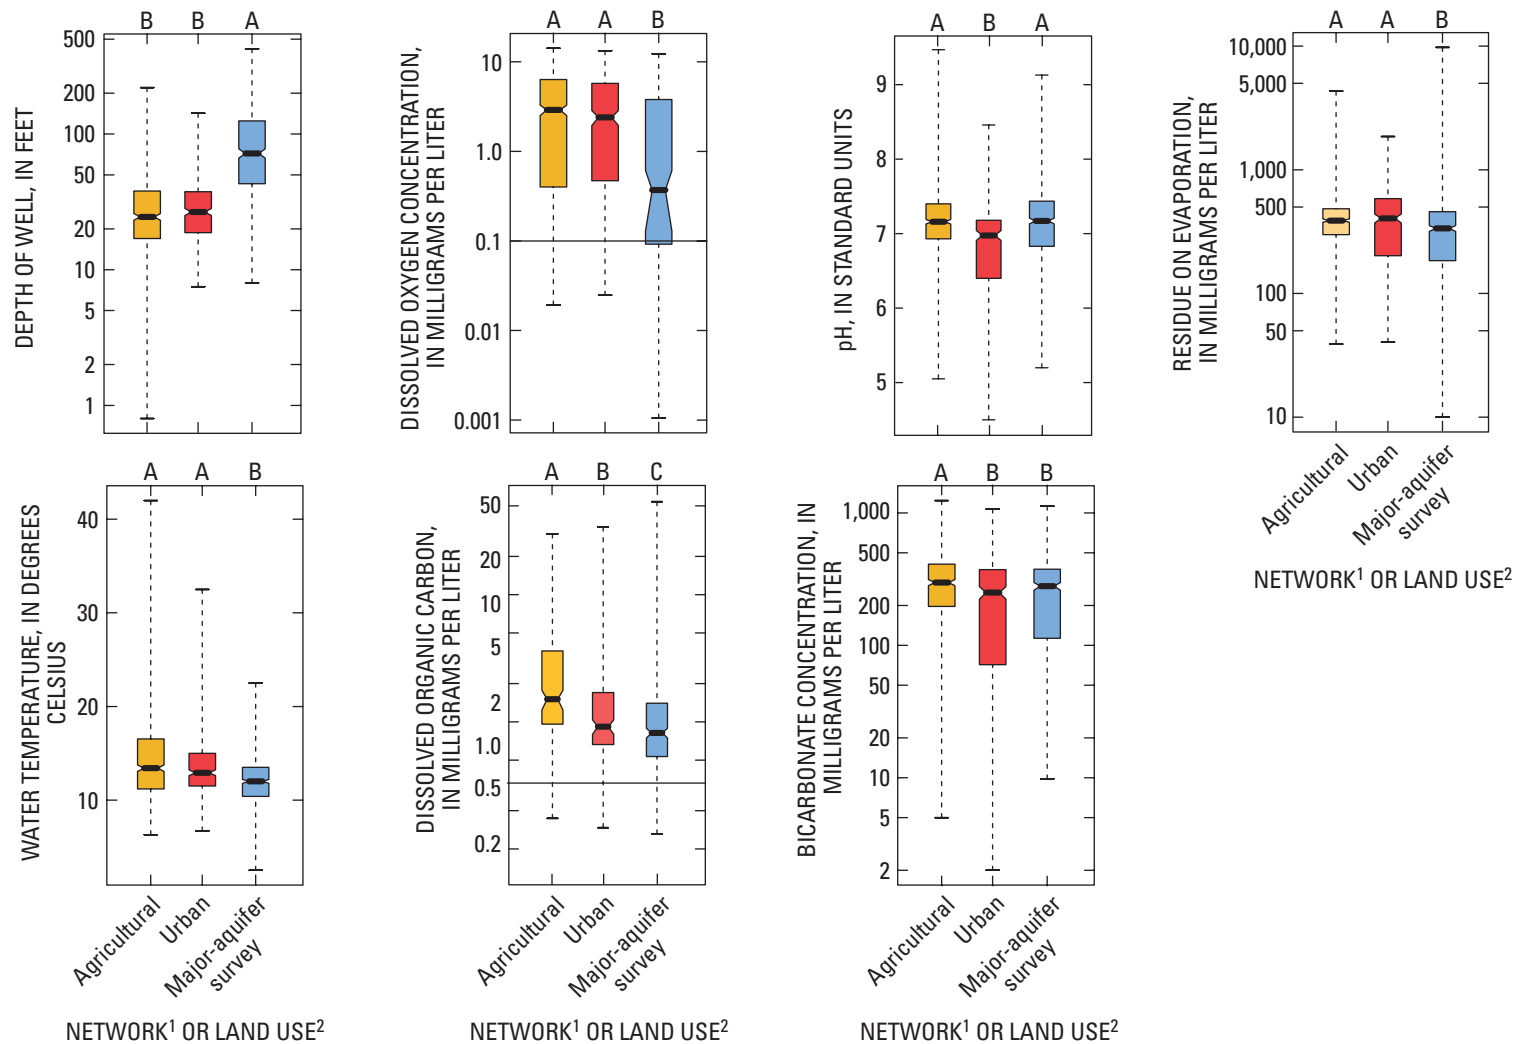 B B A
500
200
100
50
20
10
5
2
1
DEPTH OF WELL, IN FEET
A A B
10
1.0
0.1
0.01
0.001
DISSOLVED OXYGEN CONCENTRATION,
IN MILLIGRAMS PER LITER
A B A
9
8
7
6
5
pH, IN STANDARD UNITS
A A B
10,000
5,000
1,000
500
100
50
10
RESIDUE ON EVAPORATION,
IN MILLIGRAMS PER LITER
Agricultural
Urban
Major-aquifer
survey
NETWORK¹ OR LAND USE²
A A B
40
30
20
10
WATER TEMPERATURE, IN DEGREES
CELSIUS
Agricultural
Urban
Major-aquifer
survey
NETWORK¹ OR LAND USE²
A B C
50
20
10
5
2
1.0
0.5
0.2
DISSOLVED ORGANIC CARBON,
IN MILLIGRAMS PER LITER
Agricultural
Urban
Major-aquifer
survey
NETWORK¹ OR LAND USE²
A B B
1,000
500
200
100
50
20
10
5
2
BICARBONATE CONCENTRATION, IN
MILLIGRAMS PER LITER
Agricultural
Urban
Major-aquifer
survey
NETWORK¹ OR LAND USE²